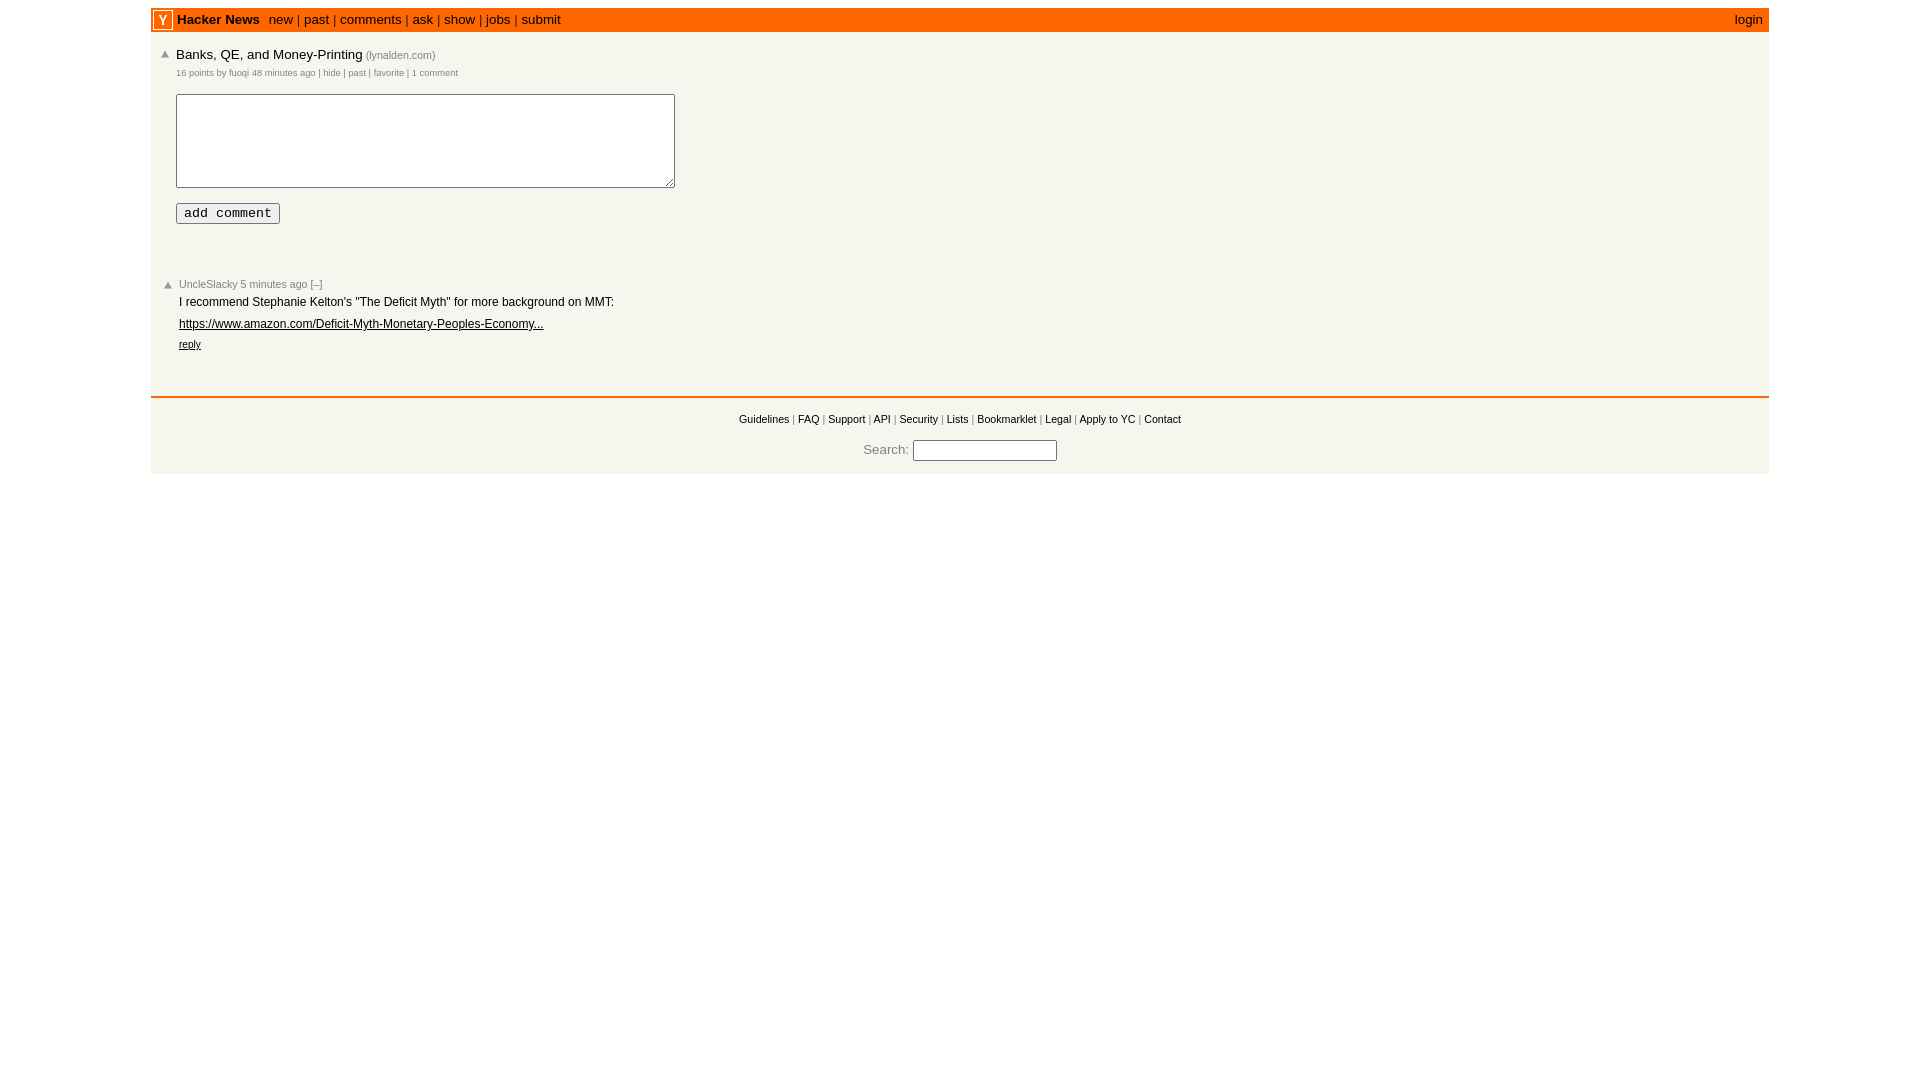 Y Hacker News new | past | comments | ask | show | jobs | submit login
Banks, QE, and Money-Printing (lynalden.com)
16 points by fuoqi 48 minutes ago | hide | past | favorite | 1 comment
add comment
UncleSlacky 5 minutes ago [–]
I recommend Stephanie Kelton's "The Deficit Myth" for more background on MMT:
https://www.amazon.com/Deficit-Myth-Monetary-Peoples-Economy...
reply
Guidelines | FAQ | Support | API | Security | Lists | Bookmarklet | Legal | Apply to YC | Contact
Search: